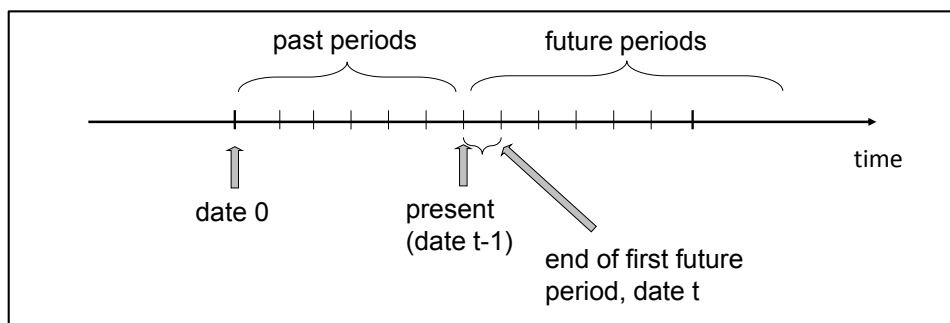 past periods
future periods
time
date 0
present
(date t-1)
end of first future
period, date t